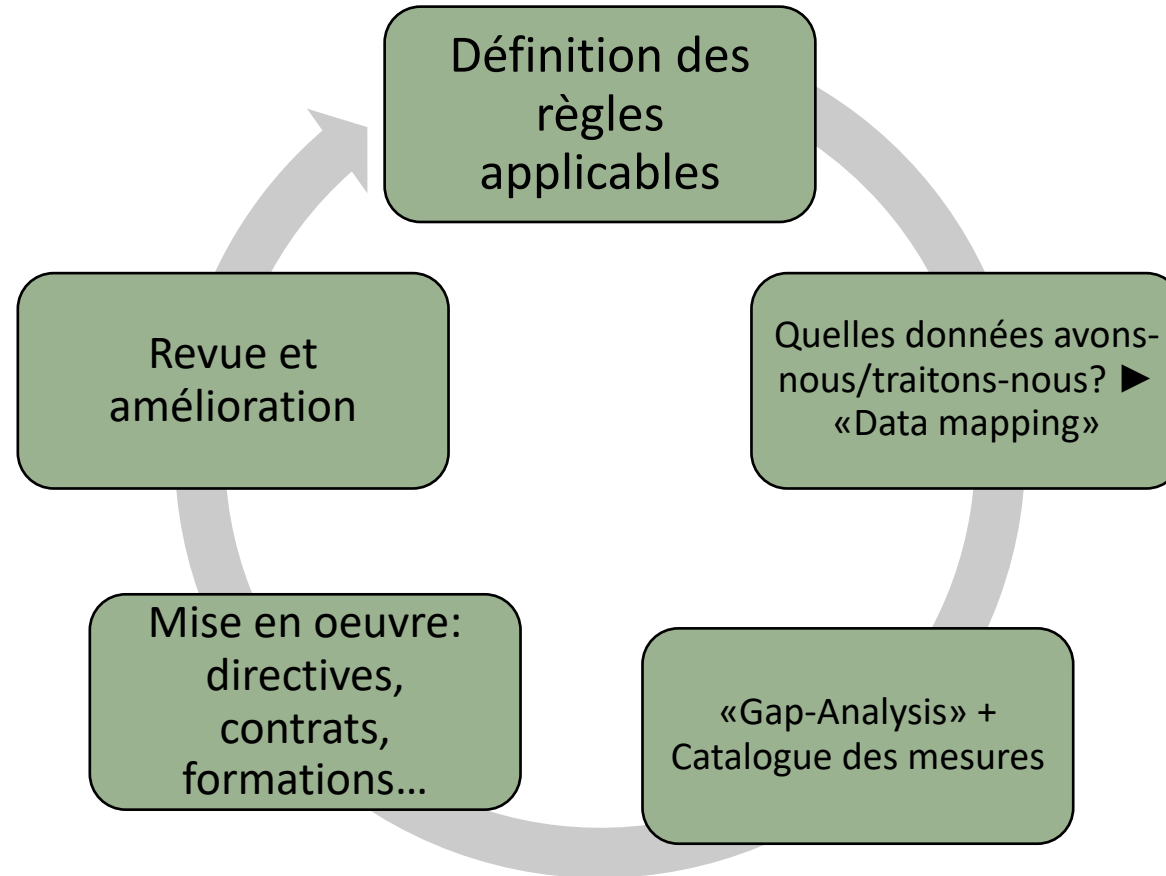 Définition des
règles
applicables
Quelles données avons-
nous/traitons-nous? ►
«Data mapping»
«Gap-Analysis» +
Catalogue des mesures
Mise en oeuvre:
directives,
contrats,
formations…
Revue et
amélioration